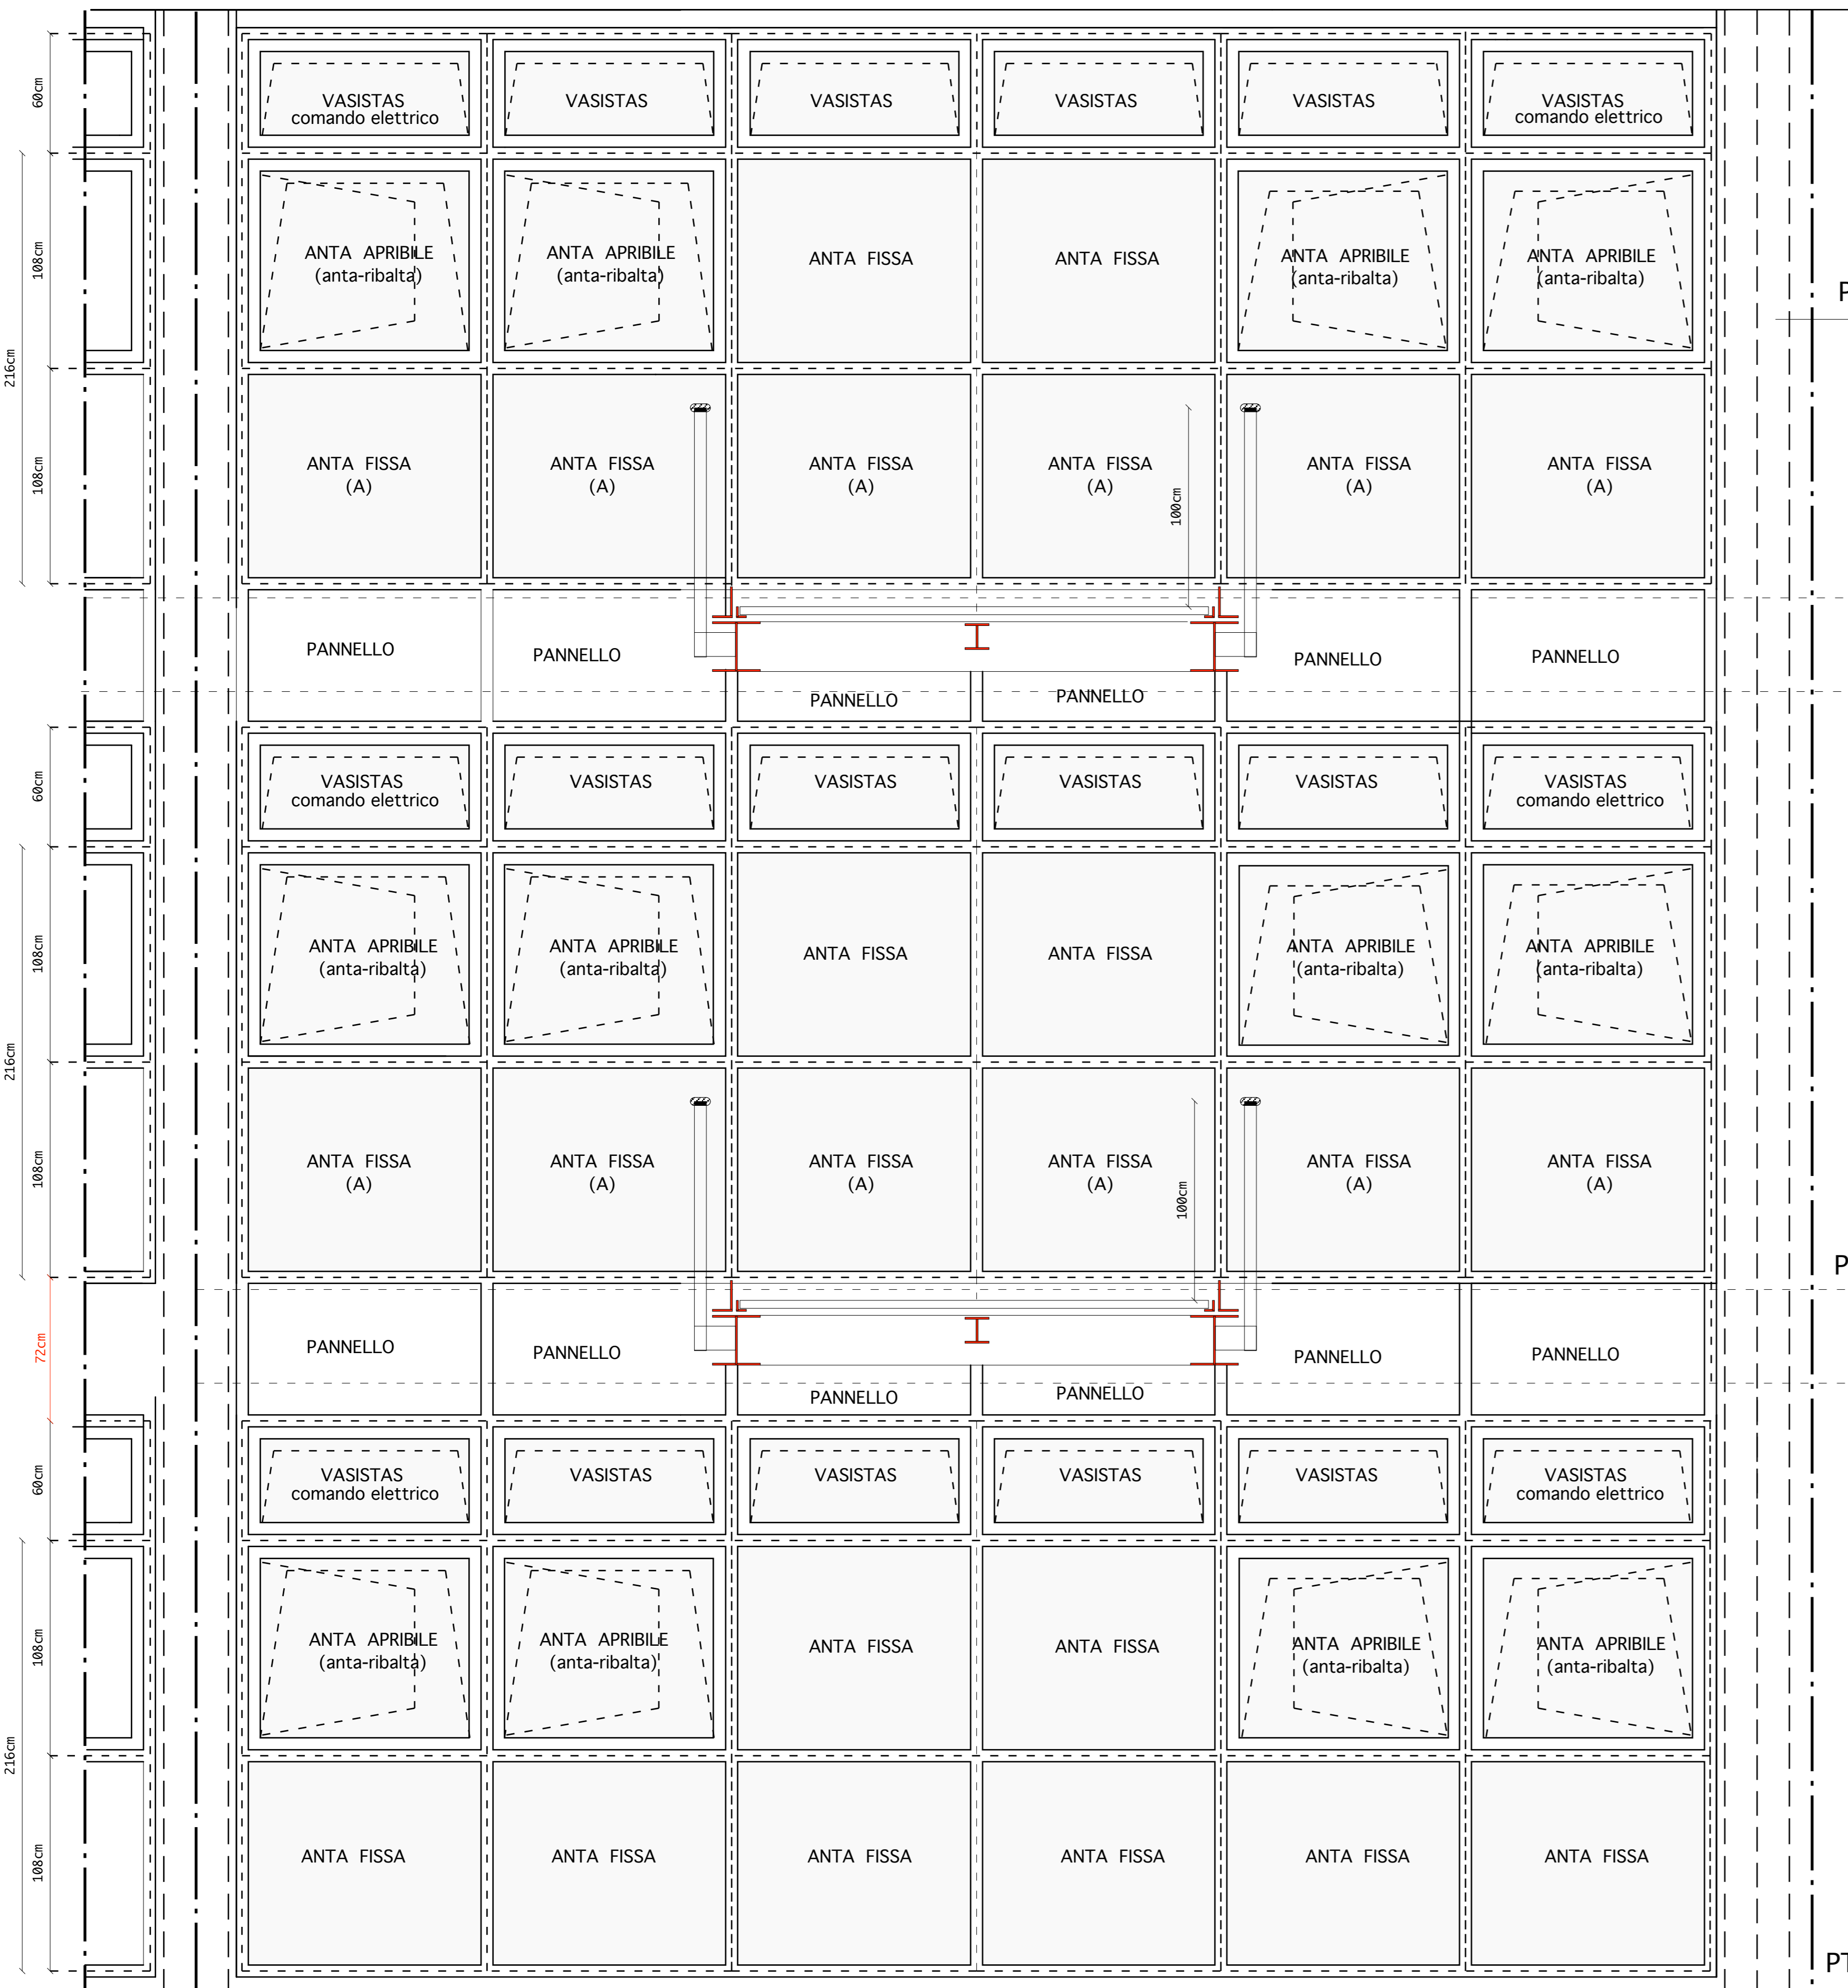 60cm
VASISTAS
comando elettrico
VASISTAS
VASISTAS
VASISTAS
VASISTAS
VASISTAS
comando elettrico
216cm
108cm
ANTA APRIBILE
(anta-ribalta)
ANTA APRIBILE
(anta-ribalta)
ANTA FISSA
ANTA FISSA
ANTA APRIBILE
(anta-ribalta)
ANTA APRIBILE
(anta-ribalta)
P
108cm
ANTA FISSA
(A)
ANTA FISSA
(A)
ANTA FISSA
(A)
ANTA FISSA
(A)
100cm
ANTA FISSA
(A)
ANTA FISSA
(A)
PANNELLO
PANNELLO
PANNELLO
PANNELLO
PANNELLO
PANNELLO
60cm
VASISTAS
comando elettrico
VASISTAS
VASISTAS
VASISTAS
VASISTAS
VASISTAS
comando elettrico
216cm
108cm
ANTA APRIBILE
(anta-ribalta)
ANTA APRIBILE
(anta-ribalta)
ANTA FISSA
ANTA FISSA
ANTA APRIBILE
(anta-ribalta)
ANTA APRIBILE
(anta-ribalta)
108cm
ANTA FISSA
(A)
ANTA FISSA
(A)
ANTA FISSA
(A)
ANTA FISSA
(A)
100cm
ANTA FISSA
(A)
ANTA FISSA
(A)
P
72cm
PANNELLO
PANNELLO
PANNELLO
PANNELLO
PANNELLO
PANNELLO
60cm
VASISTAS
comando elettrico
VASISTAS
VASISTAS
VASISTAS
VASISTAS
VASISTAS
comando elettrico
216cm
108cm
ANTA APRIBILE
(anta-ribalta)
ANTA APRIBILE
(anta-ribalta)
ANTA FISSA
ANTA FISSA
ANTA APRIBILE
(anta-ribalta)
ANTA APRIBILE
(anta-ribalta)
108cm
ANTA FISSA
ANTA FISSA
ANTA FISSA
ANTA FISSA
ANTA FISSA
ANTA FISSA
PT